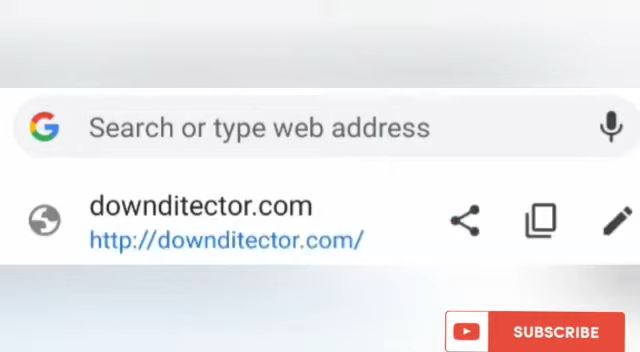 Search or type web address
downditector.com
http://downditector.com/
SUBSCRIBE